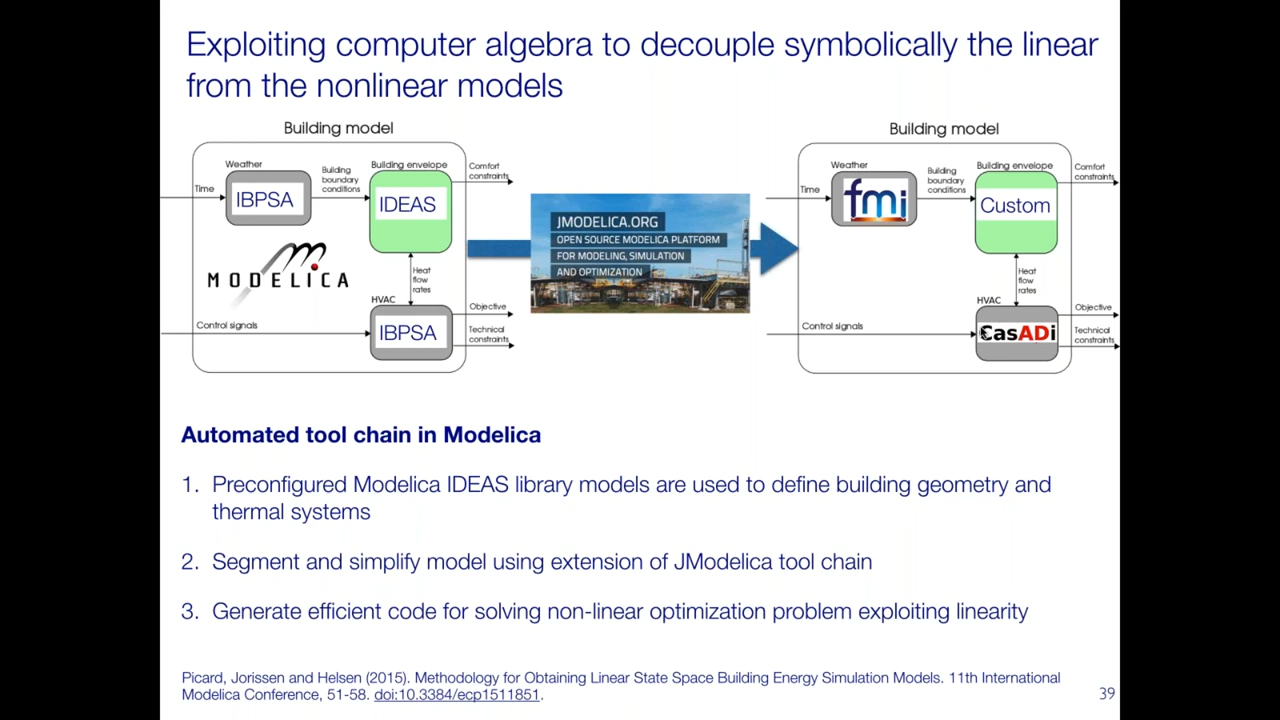 Exploiting computer algebra to decouple symbolically the linear
from the nonlinear models
Building model
Weather
Building envelope
Comfort
constraints
Building
boundary
conditions
Time
IBPSA
IDEAS
MODELICA
Heat
flow
rates
HVAC
Objective
Control signals
IBPSA
Technical
constraints
JMODELICA.ORG
OPEN SOURCE MODELICA PLATFORM
FOR MODELING, SIMULATION
AND OPTIMIZATION
Building model
Weather
Building envelope
Comfort
constraints
Building
boundary
conditions
Time
fmi
Custom
Heat
flow
rates
HVAC
Objective
Control signals
CasADi
Technical
constraints
Automated tool chain in Modelica
1. Preconfigured Modelica IDEAS library models are used to define building geometry and
thermal systems
2. Segment and simplify model using extension of JModelica tool chain
3. Generate efficient code for solving non-linear optimization problem exploiting linearity
Picard, Jorissen and Helsen (2015). Methodology for Obtaining Linear State Space Building Energy Simulation Models. 11th International
Modelica Conference, 51-58. doi:10.3384/ecp1511851.
39